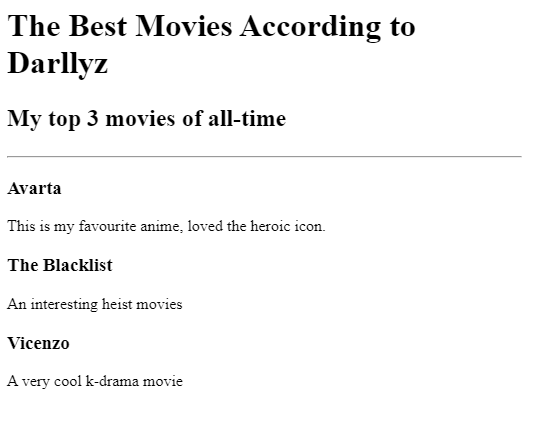 The Best Movies According to
Darllyz
My top 3 movies of all-time
Avarta
This is my favourite anime, loved the heroic icon.
The Blacklist
An interesting heist movies
Vicenzo
A very cool k-drama movie